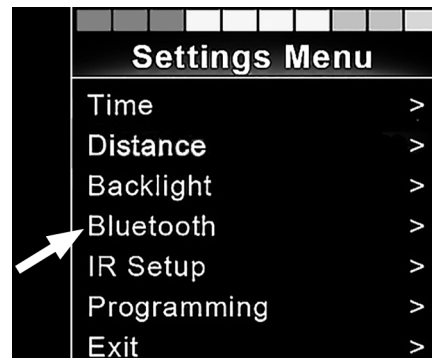 Settings Menu
Time >
Distance >
Backlight >
Bluetooth >
IR Setup >
Programming >
Exit >